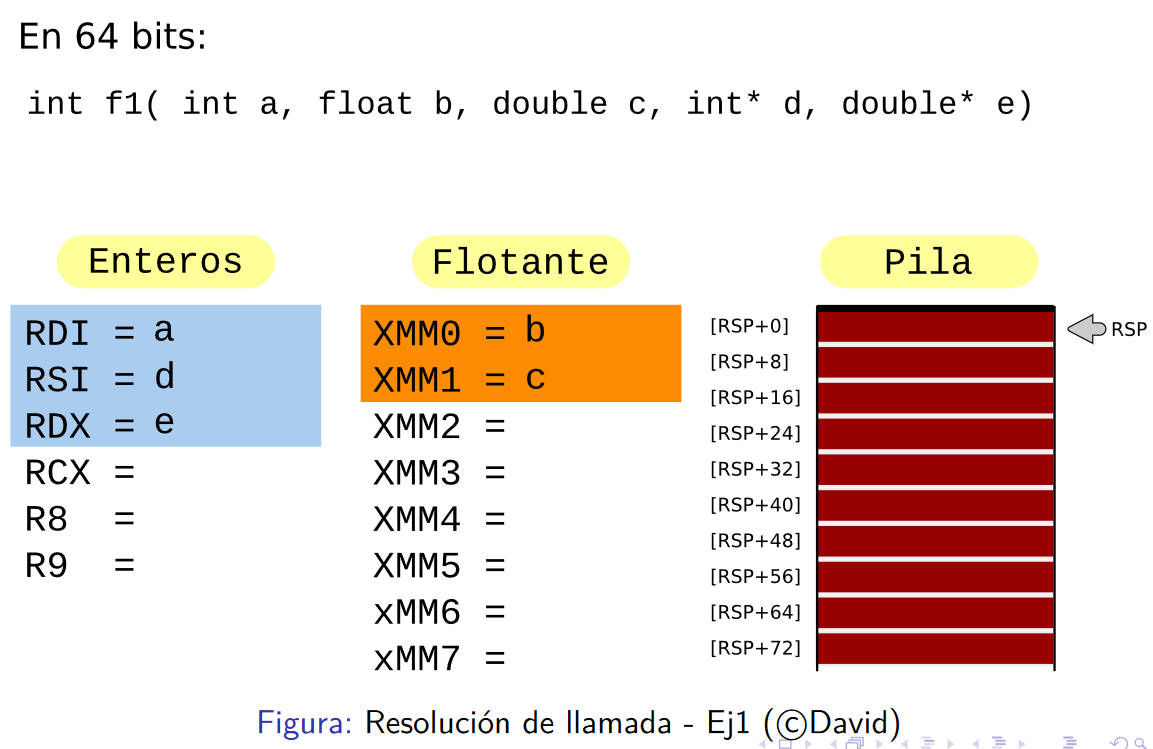 En 64 bits:
int f1( int a, float b, double c, int* d, double* e)
Enteros
RDI = a
RSI = d
RDX = e
RCX =
R8 =
R9 =
Flotante
XMM0 = b
XMM1 = c
XMM2 =
XMM3 =
XMM4 =
XMM5 =
xMM6 =
xMM7 =
Pila
[RSP+0]
[RSP+8]
[RSP+16]
[RSP+24]
[RSP+32]
[RSP+40]
[RSP+48]
[RSP+56]
[RSP+64]
[RSP+72]
RSP
Figura: Resolución de llamada - Ej1 (©David)